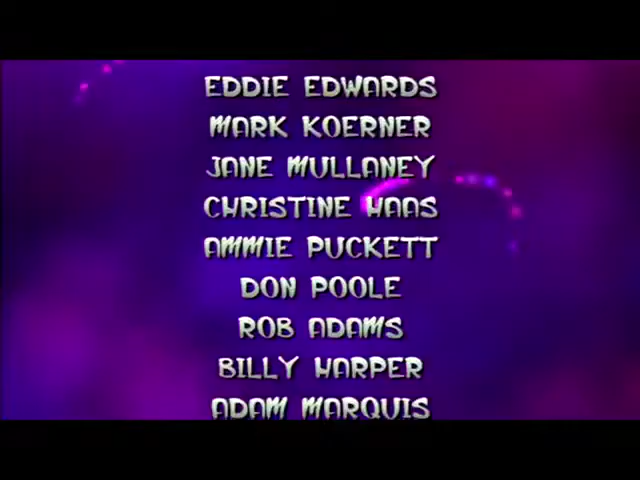 EDDIE EDWARDS
MARK KOERNER
JANE MULLANEY
CHRISTINE HAAS
AMMIE PUCKETT
DON POOLE
ROB ADAMS
BILLY HARPER
ADAM MARQUIS